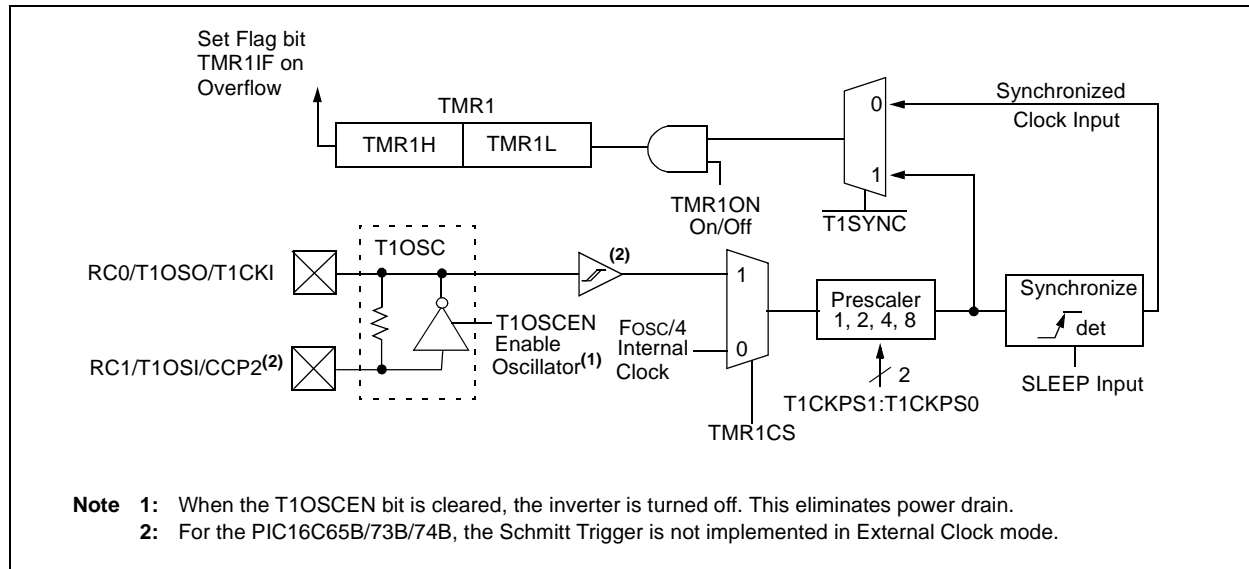 Set Flag bit
TMR1IF on
Overflow
TMR1
TMR1H
TMR1L
TMR1ON
On/Off
0
1
T1SYNC
Synchronized
Clock Input
RC0/T1OSO/T1CKI
RC1/T1OSI/CCP2(2)
T1OSC
T1OSCEN
Enable
Oscillator(1)
(2)
FOSC/4
Internal
Clock
1
0
TMR1CS
Prescaler
1, 2, 4, 8
2
T1CKPS1:T1CKPS0
Synchronize
det
SLEEP Input
Note 1: When the T1OSCEN bit is cleared, the inverter is turned off. This eliminates power drain.
2: For the PIC16C65B/73B/74B, the Schmitt Trigger is not implemented in External Clock mode.